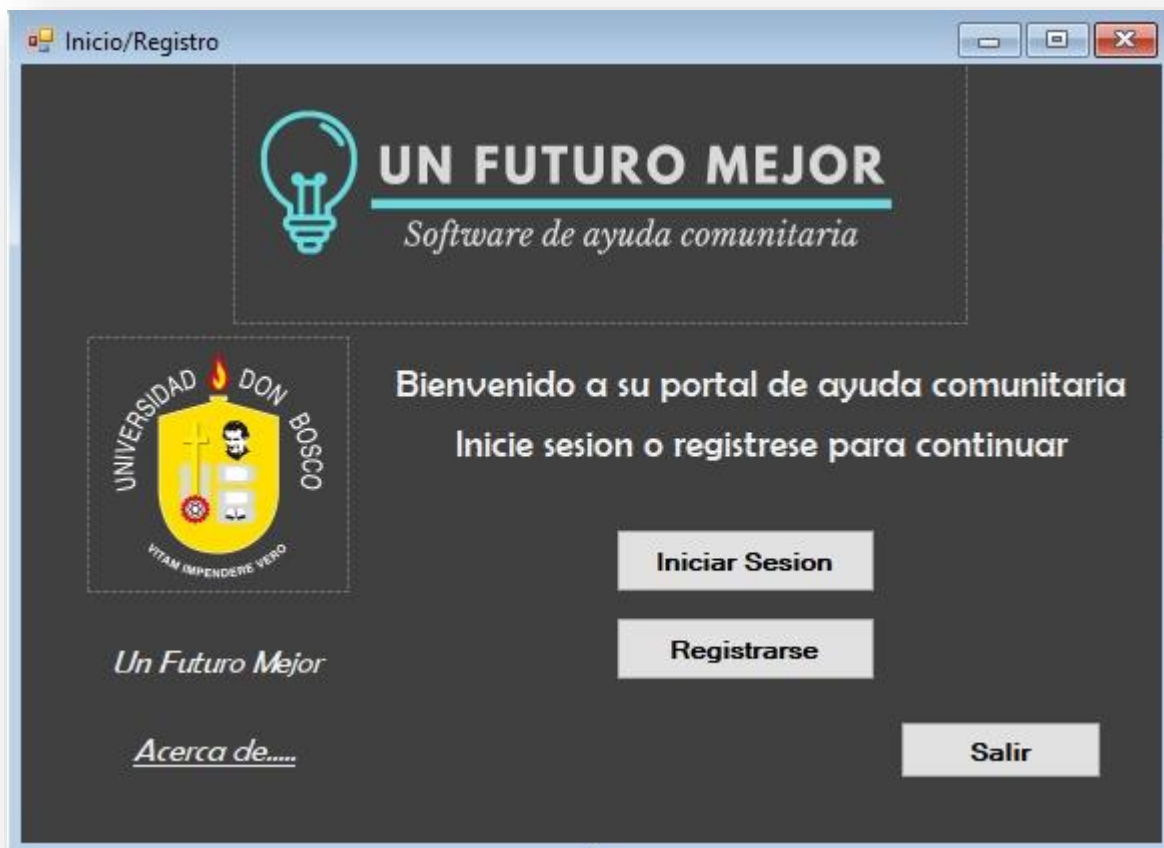 Inicio/Registro
UN FUTURO MEJOR
Software de ayuda comunitaria
UNIVERSIDAD DON BOSCO
VITAM IMPENDERE VERO
Bienvenido a su portal de ayuda comunitaria
Inicie sesion o registrese para continuar
Iniciar Sesion
Registrarse
Un Futuro Mejor
Acerca de.....
Salir